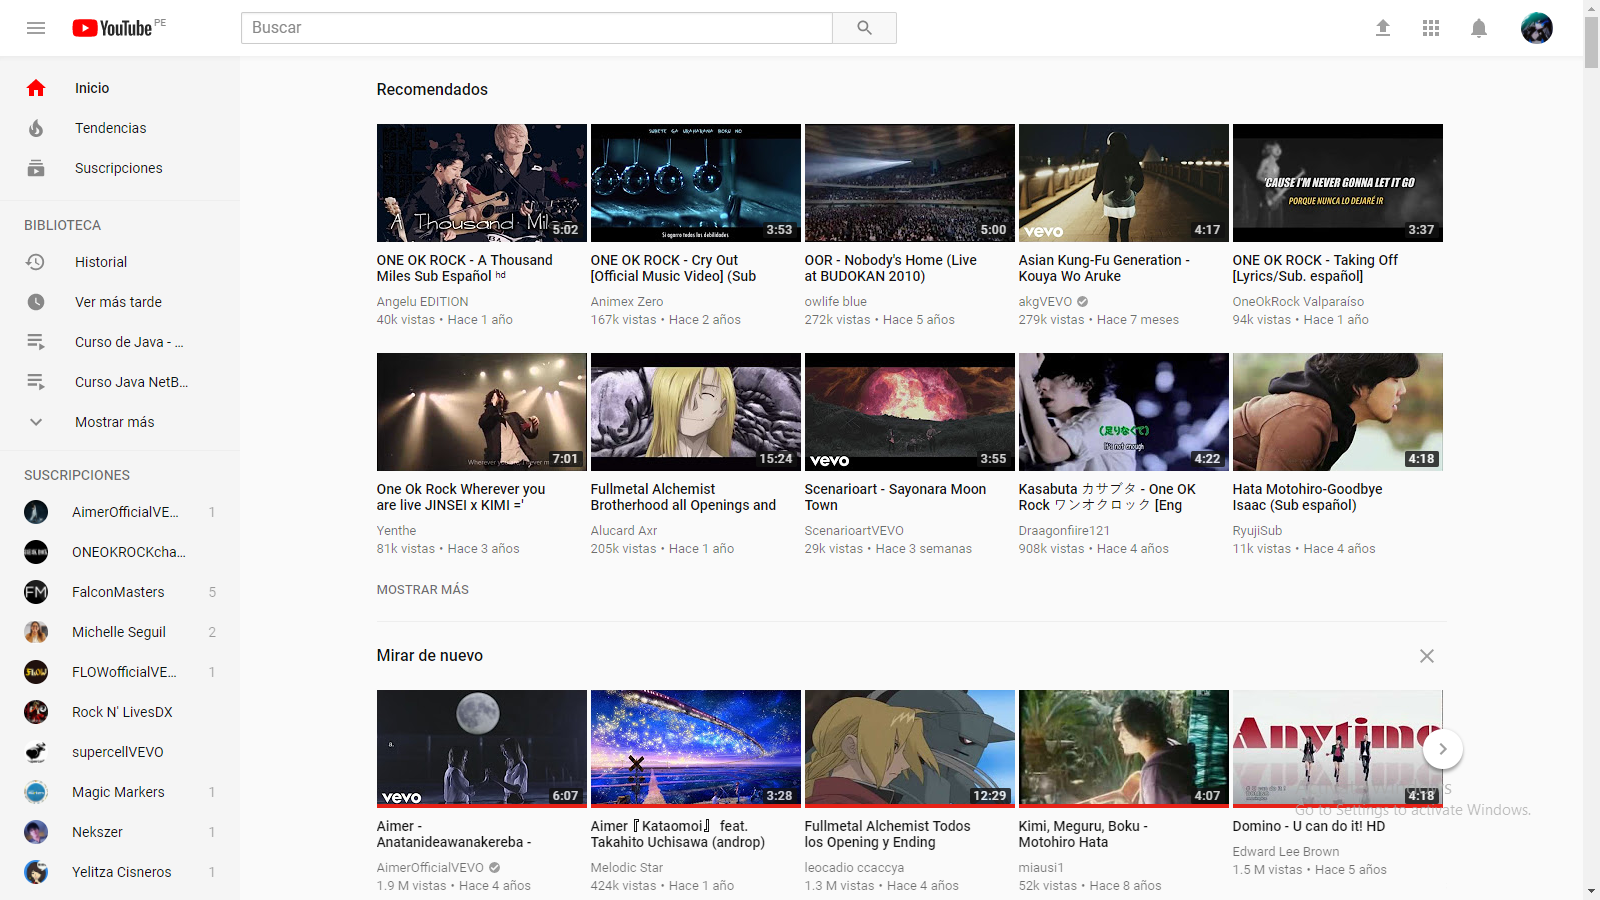 YouTube PE
Buscar
Inicio
Tendencias
Suscripciones
BIBLIOTECA
Historial
Ver más tarde
Curso de Java - ...
Curso Java NetB...
Mostrar más
SUSCRIPCIONES
AimerOfficialVE... 1
ONEOKROCKcha...
FalconMasters 5
Michelle Seguil 2
FLOWofficialVE... 1
Rock N' LivesDX
supercellVEVO
Magic Markers 1
Nekszer 1
Yelitza Cisneros 1
Recomendados
A Thousand Mil
5:02
ONE OK ROCK - A Thousand
Miles Sub Español ʰᵈ
Angelu EDITION
40k vistas • Hace 1 año
SUBETE GA URAHARANA BOKU NO
Si agarro todas las debilidades
3:53
ONE OK ROCK - Cry Out
[Official Music Video] (Sub
Animex Zero
167k vistas • Hace 2 años
5:00
OOR - Nobody's Home (Live
at BUDOKAN 2010)
owlife blue
272k vistas • Hace 5 años
vevo
4:17
Asian Kung-Fu Generation -
Kouya Wo Aruke
akgVEVO
279k vistas • Hace 7 meses
'CAUSE I'M NEVER GONNA LET IT GO
PORQUE NUNCA LO DEJARÉ IR
3:37
ONE OK ROCK - Taking Off
[Lyrics/Sub. español]
OneOkRock Valparaíso
94k vistas • Hace 1 año
7:01
One Ok Rock Wherever you
are live JINSEI x KIMI ='
Yenthe
81k vistas • Hace 3 años
15:24
Fullmetal Alchemist
Brotherhood all Openings and
Alucard Axr
205k vistas • Hace 1 año
vevo
3:55
Scenarioart - Sayonara Moon
Town
ScenarioartVEVO
29k vistas • Hace 3 semanas
(足りなくて)
It's not enough
4:22
Kasabuta カサブタ - One OK
Rock ワンオクロック [Eng
Draagonfiire121
908k vistas • Hace 4 años
4:18
Hata Motohiro-Goodbye
Isaac (Sub español)
RyujiSub
11k vistas • Hace 4 años
MOSTRAR MÁS
Mirar de nuevo
a.
vevo
6:07
Aimer -
Anatanideawanakereba -
AimerOfficialVEVO
1.9 M vistas • Hace 4 años
3:28
Aimer『Kataomoi』 feat.
Takahito Uchisawa (androp)
Melodic Star
424k vistas • Hace 1 año
12:29
Fullmetal Alchemist Todos
los Opening y Ending
leocadio ccaccya
1.3 M vistas • Hace 4 años
4:07
Kimi, Meguru, Boku -
Motohiro Hata
miausi1
52k vistas • Hace 8 años
Anytime
4:18
Domino - U can do it! HD
Edward Lee Brown
1.5 M vistas • Hace 5 años
Go to Settings to activate Windows.